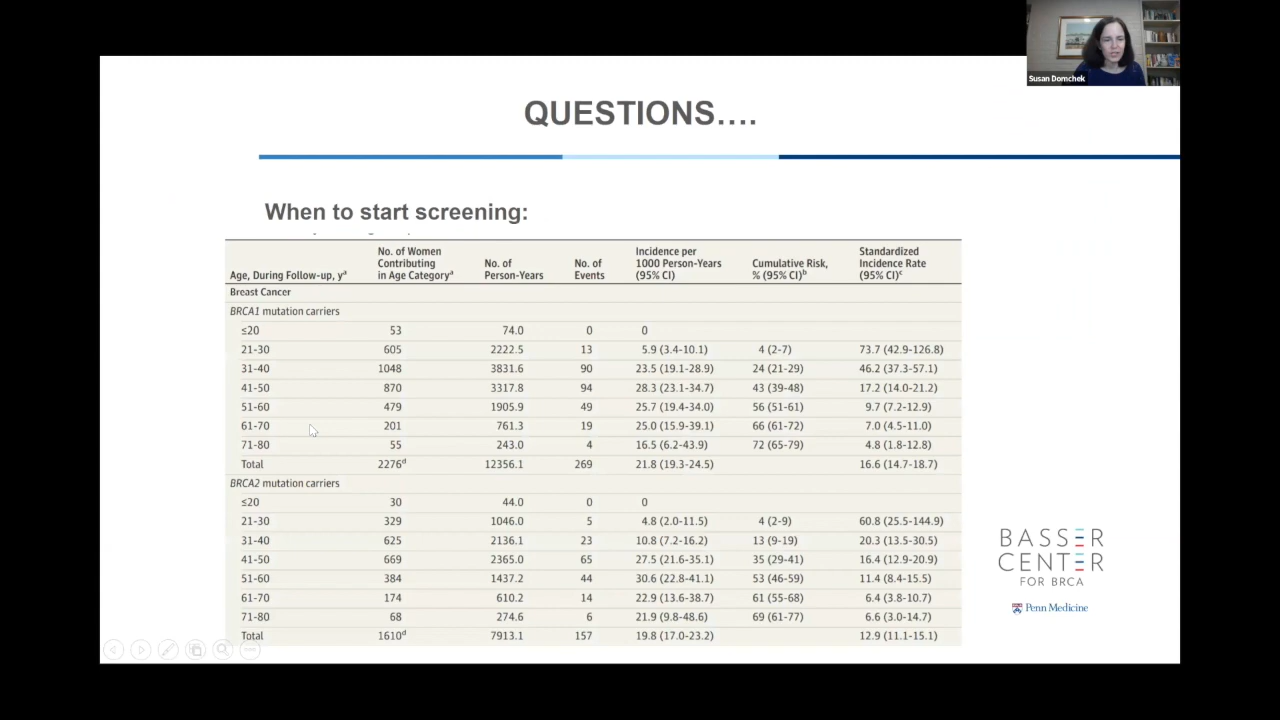 Susan Domchek
QUESTIONS....
When to start screening:
Age, During Follow-up, yᵃ No. of Women Contributing in Age Categoryᵃ No. of Person-Years No. of Events Incidence per 1000 Person-Years (95% CI) Cumulative Risk, % (95% CI)ᵇ Standardized Incidence Rate (95% CI)ᶜ
Breast Cancer
BRCA1 mutation carriers
≤20 53 74.0 0 0
21-30 605 2222.5 13 5.9 (3.4-10.1) 4 (2-7) 73.7 (42.9-126.8)
31-40 1048 3831.6 90 23.5 (19.1-28.9) 24 (21-29) 46.2 (37.3-57.1)
41-50 870 3317.8 94 28.3 (23.1-34.7) 43 (39-48) 17.2 (14.0-21.2)
51-60 479 1905.9 49 25.7 (19.4-34.0) 56 (51-61) 9.7 (7.2-12.9)
61-70 201 761.3 19 25.0 (15.9-39.1) 66 (61-72) 7.0 (4.5-11.0)
71-80 55 243.0 4 16.5 (6.2-43.9) 72 (65-79) 4.8 (1.8-12.8)
Total 2276ᵈ 12356.1 269 21.8 (19.3-24.5) 16.6 (14.7-18.7)
BRCA2 mutation carriers
≤20 30 44.0 0 0
21-30 329 1046.0 5 4.8 (2.0-11.5) 4 (2-9) 60.8 (25.5-144.9)
31-40 625 2136.1 23 10.8 (7.2-16.2) 13 (9-19) 20.3 (13.5-30.5)
41-50 669 2365.0 65 27.5 (21.6-35.1) 35 (29-41) 16.4 (12.9-20.9)
51-60 384 1437.2 44 30.6 (22.8-41.1) 53 (46-59) 11.4 (8.4-15.5)
61-70 174 610.2 14 22.9 (13.6-38.7) 61 (55-68) 6.4 (3.8-10.7)
71-80 68 274.6 6 21.9 (9.8-48.6) 69 (61-77) 6.6 (3.0-14.7)
Total 1610ᵈ 7913.1 157 19.8 (17.0-23.2) 12.9 (11.1-15.1)
BASSER
CENTER
FOR BRCA
Penn Medicine